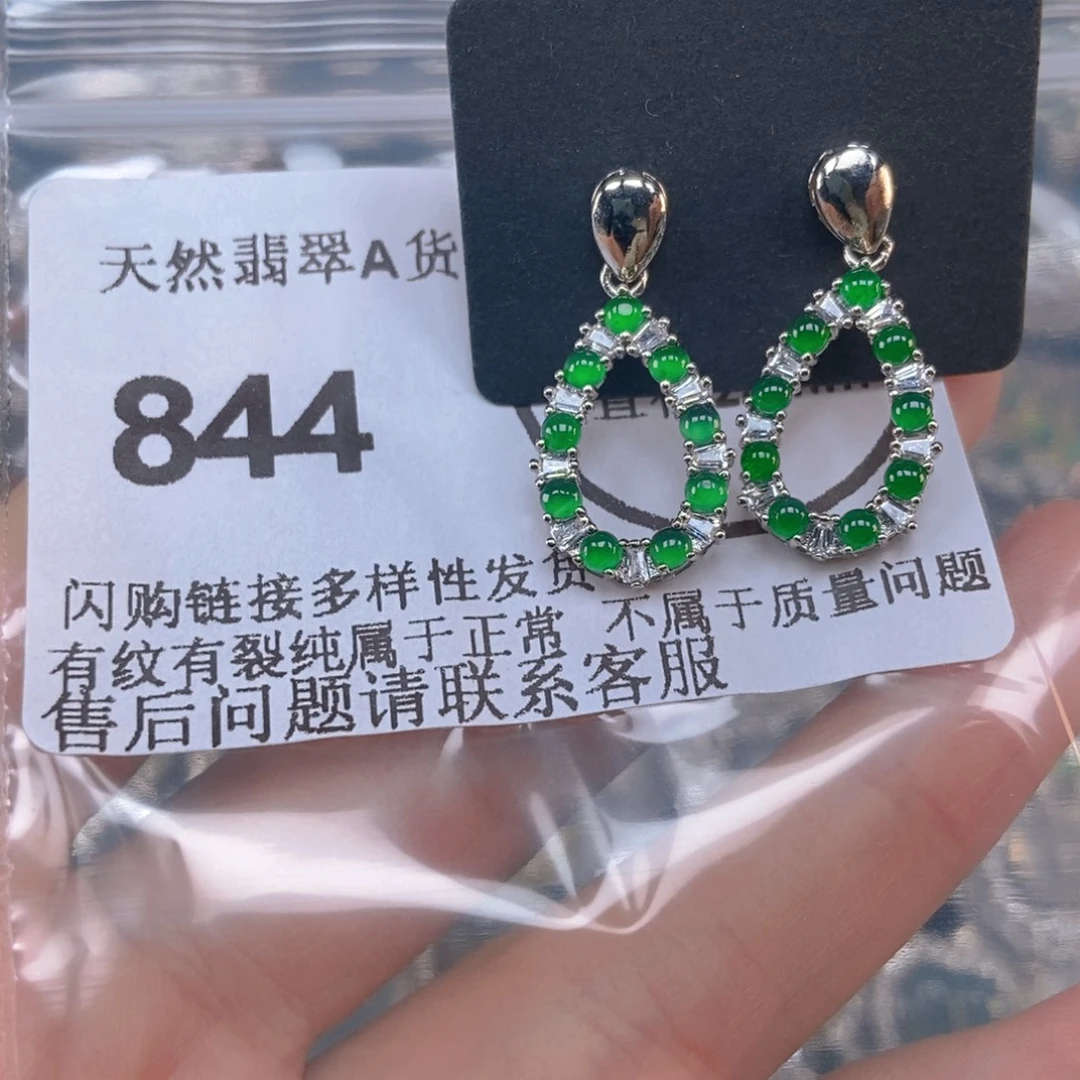 天然翡翠A货
844
闪购链接多样性发货
有纹有裂纯属于正常 不属于质量问题
售后问题请联系客服